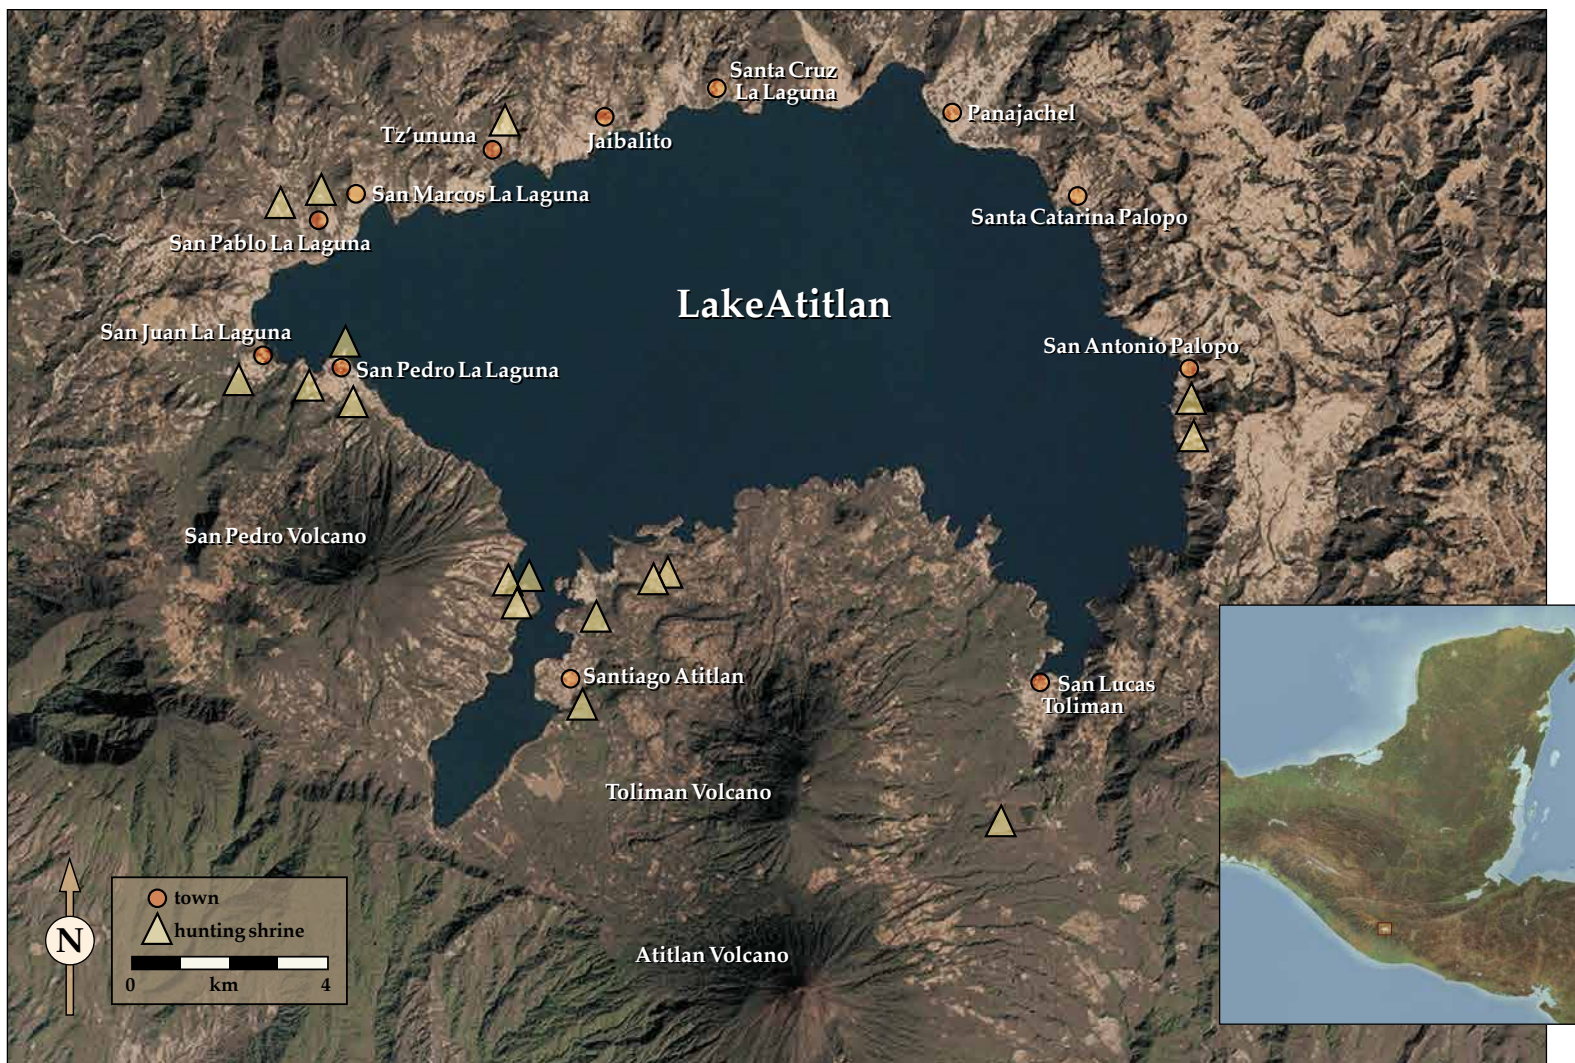 Santa Cruz
La Laguna
Panajachel
Tz'ununa
Jaibalito
San Marcos La Laguna
Santa Catarina Palopo
San Pablo La Laguna
LakeAtitlan
San Juan La Laguna
San Antonio Palopo
San Pedro La Laguna
San Pedro Volcano
Santiago Atitlan
San Lucas
Toliman
Toliman Volcano
town
hunting shrine
N
Atitlan Volcano
0 km 4